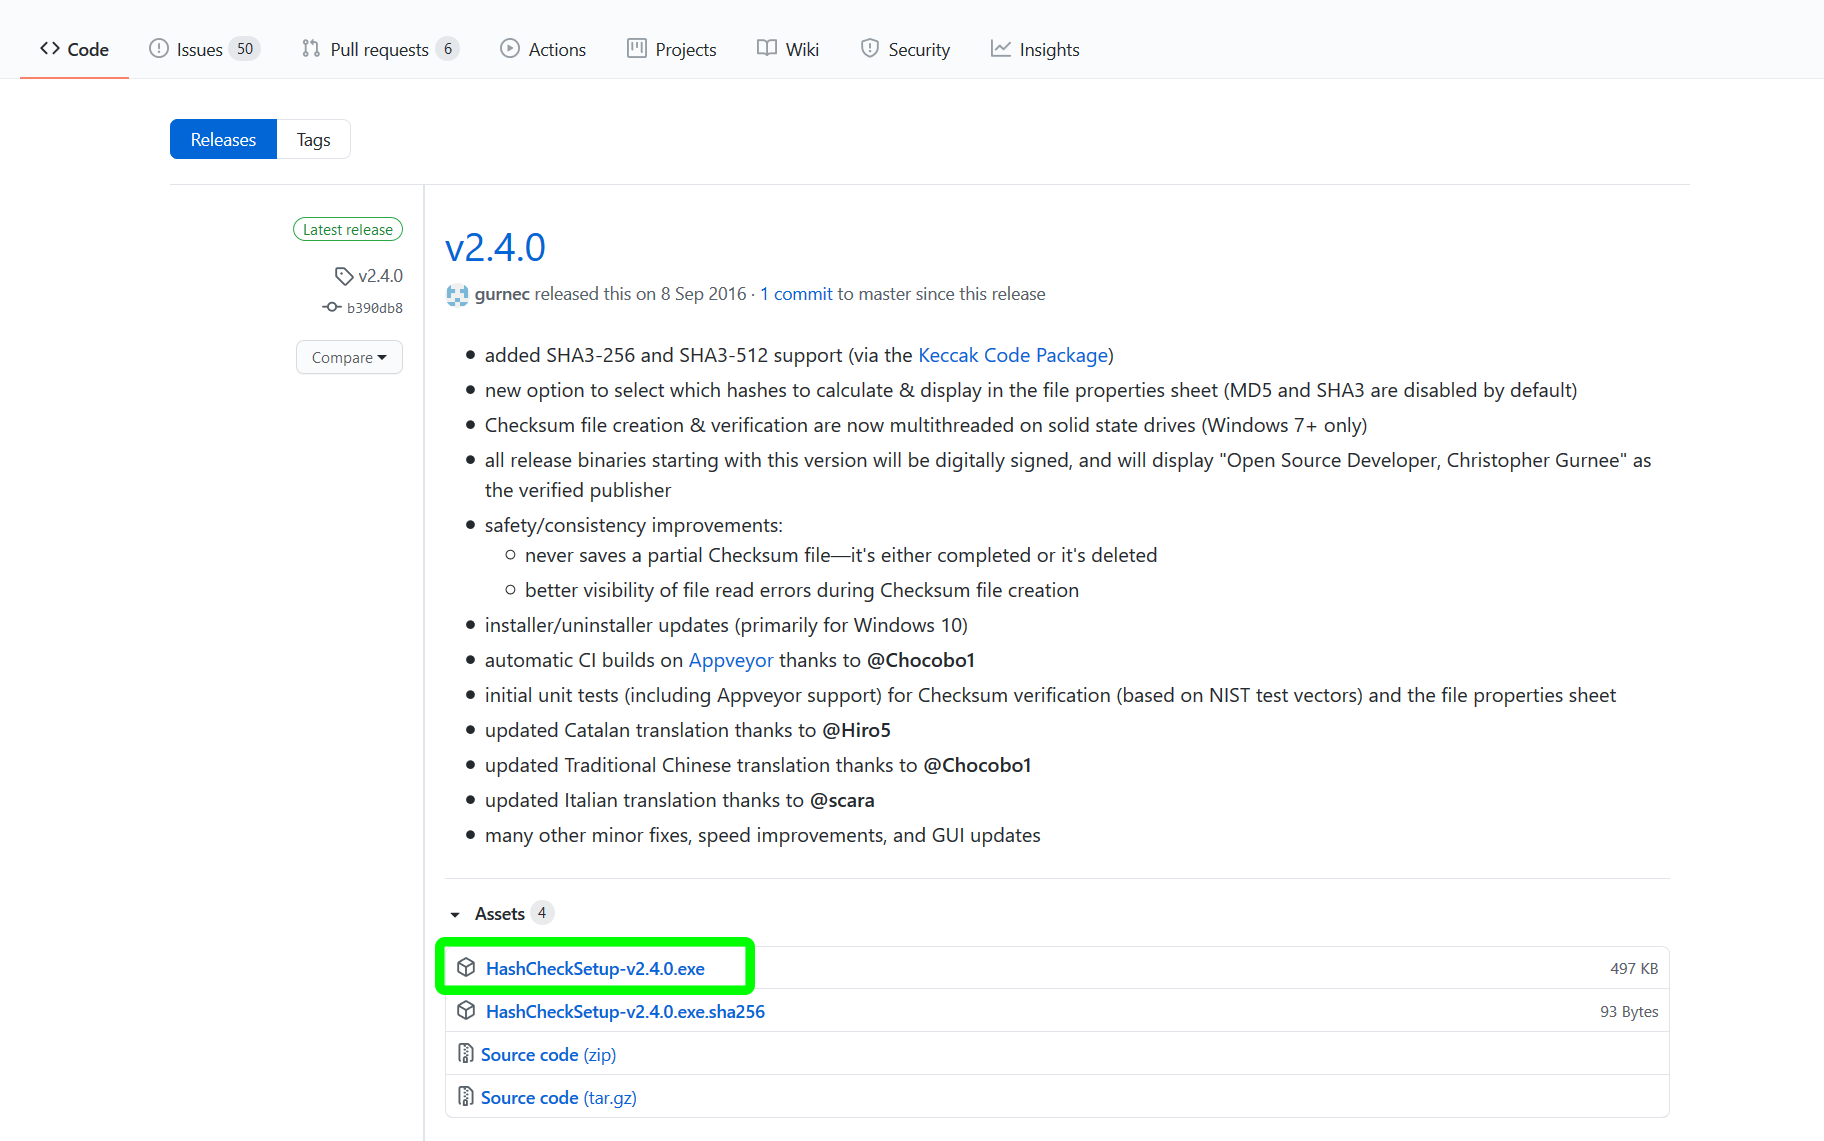 Code Issues 50 Pull requests 6 Actions Projects Wiki Security Insights
Releases Tags
Latest release
v2.4.0
b390db8
Compare
v2.4.0
gurnec released this on 8 Sep 2016 · 1 commit to master since this release
added SHA3-256 and SHA3-512 support (via the Keccak Code Package)
new option to select which hashes to calculate & display in the file properties sheet (MD5 and SHA3 are disabled by default)
Checksum file creation & verification are now multithreaded on solid state drives (Windows 7+ only)
all release binaries starting with this version will be digitally signed, and will display "Open Source Developer, Christopher Gurnee" as
the verified publisher
safety/consistency improvements:
never saves a partial Checksum file—it's either completed or it's deleted
better visibility of file read errors during Checksum file creation
installer/uninstaller updates (primarily for Windows 10)
automatic CI builds on Appveyor thanks to @Chocobo1
initial unit tests (including Appveyor support) for Checksum verification (based on NIST test vectors) and the file properties sheet
updated Catalan translation thanks to @Hiro5
updated Traditional Chinese translation thanks to @Chocobo1
updated Italian translation thanks to @scara
many other minor fixes, speed improvements, and GUI updates
Assets 4
HashCheckSetup-v2.4.0.exe 497 KB
HashCheckSetup-v2.4.0.exe.sha256 93 Bytes
Source code (zip)
Source code (tar.gz)